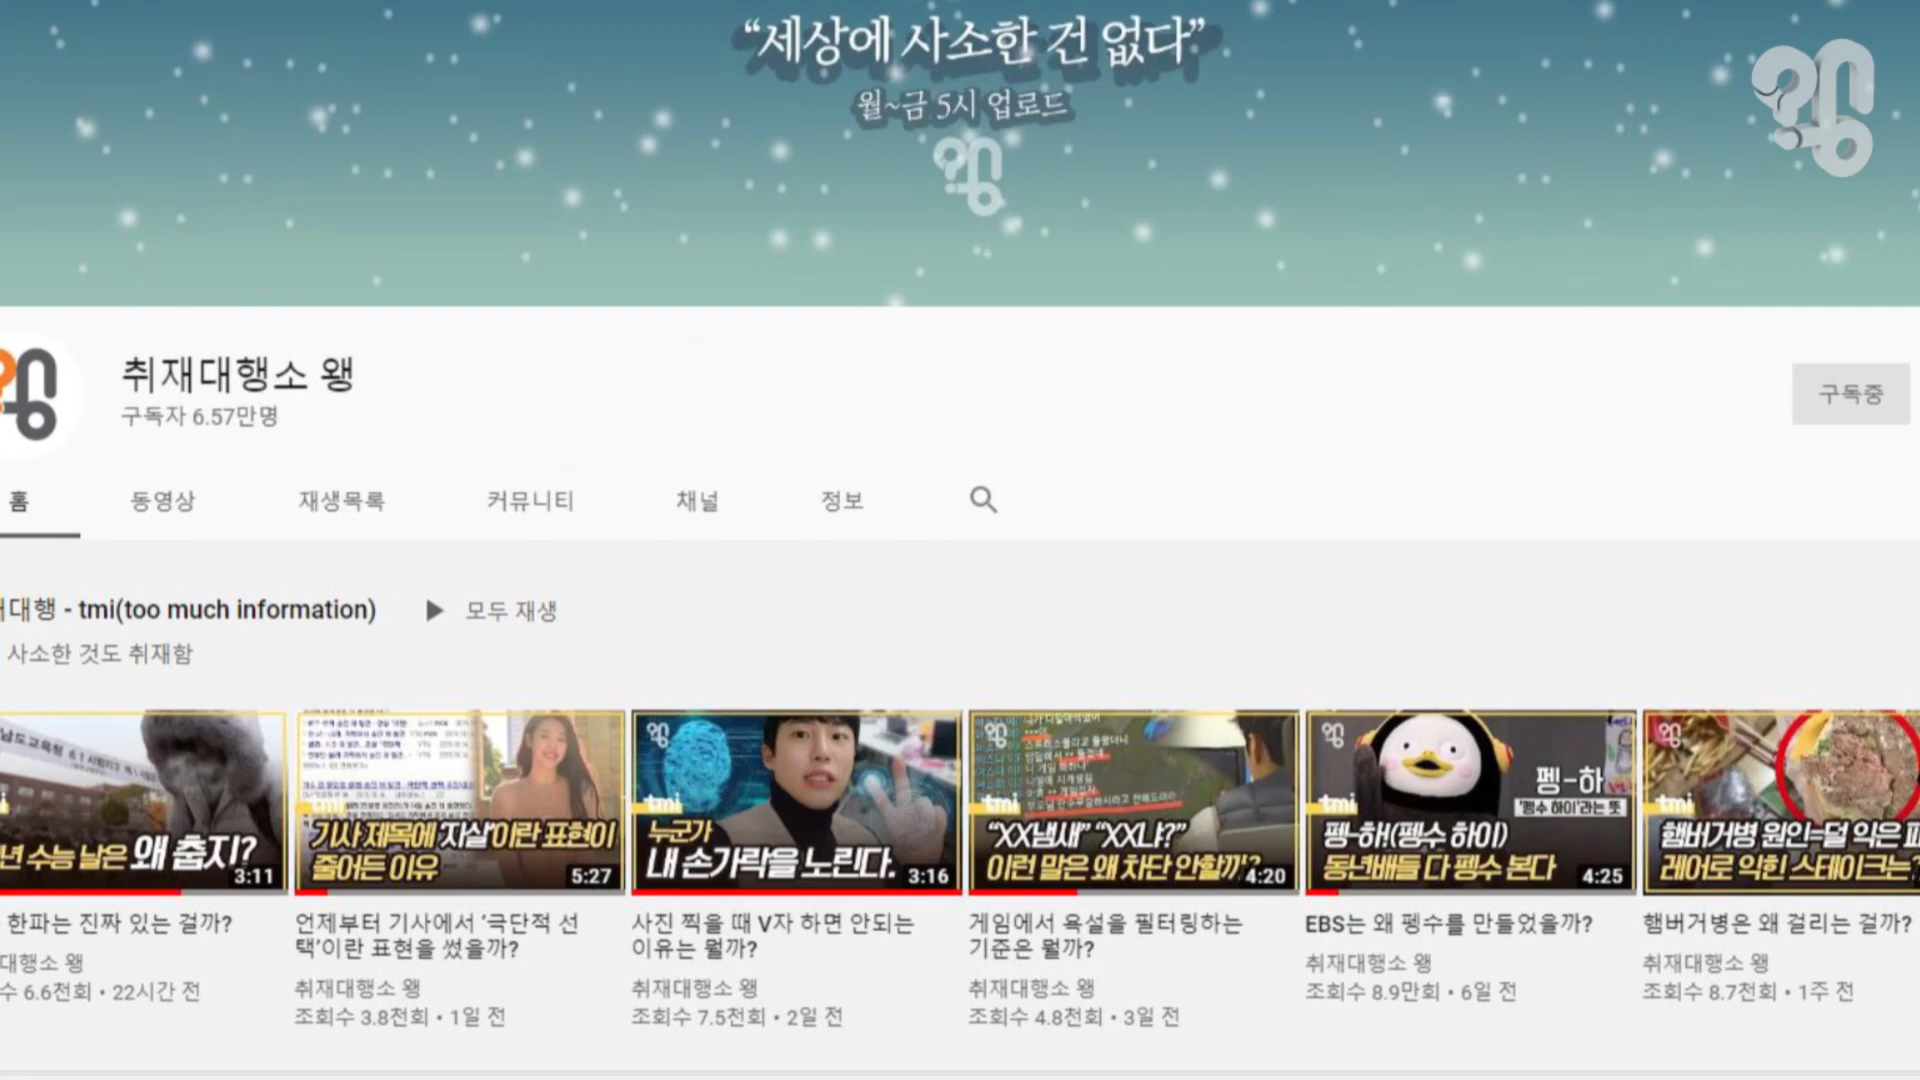 “세상에 사소한 건 없다”
월~금 5시 업로드
취재대행소 왱
구독자 6.57만명
구독중
홈 동영상 재생목록 커뮤니티 채널 정보
대행 - tmi(too much information) 모두 재생
사소한 것도 취재함
년 수능 날은 왜 춥지?
3:11
기사 제목에 '자살'이란 표현이
줄어든 이유
5:27
tmi
누군가
내 손가락을 노린다.
3:16
tmi
“XX냄새” “XX냐?”
이런 말은 왜 차단 안할까?
4:20
펭-하
'펭수 하이'라는 뜻
tmi
펭-하!(펭수 하이)
동년배들 다 펭수 본다
4:25
tmi
햄버거병 원인=덜 익은 패
레어로 익힌 스테이크는?
한파는 진짜 있는 걸까?
대행소 왱
수 6.6천회 • 22시간 전
언제부터 기사에서 ‘극단적 선
택’이란 표현을 썼을까?
취재대행소 왱
조회수 3.8천회 • 1일 전
사진 찍을 때 V자 하면 안되는
이유는 뭘까?
취재대행소 왱
조회수 7.5천회 • 2일 전
게임에서 욕설을 필터링하는
기준은 뭘까?
취재대행소 왱
조회수 4.8천회 • 3일 전
EBS는 왜 펭수를 만들었을까?
취재대행소 왱
조회수 8.9만회 • 6일 전
햄버거병은 왜 걸리는 걸까?
취재대행소 왱
조회수 8.7천회 • 1주 전